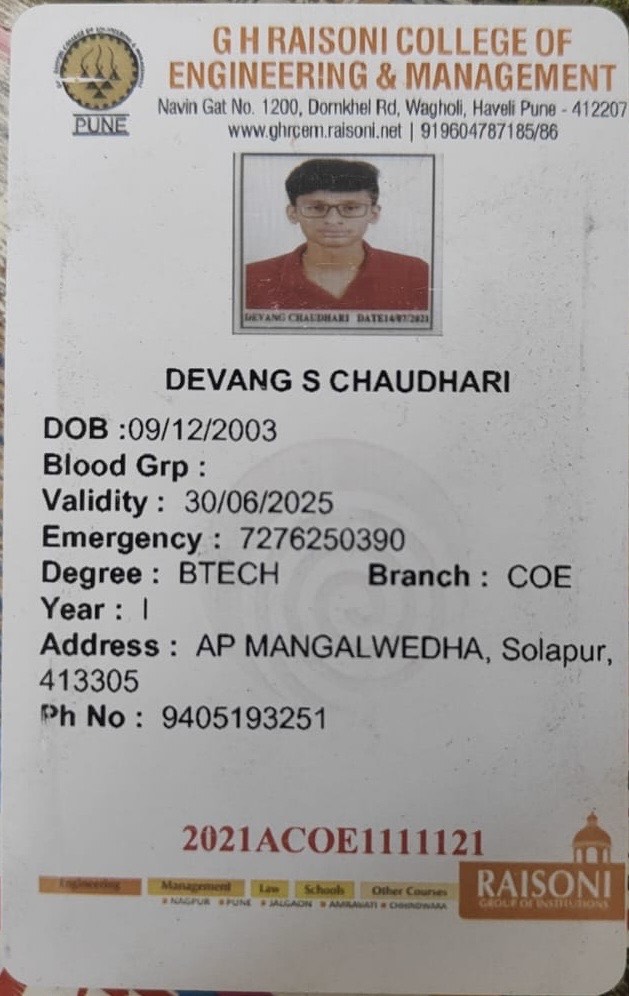 G H RAISONI COLLEGE OF
ENGINEERING & MANAGEMENT
Navin Gat No. 1200, Domkhel Rd, Wagholi, Haveli Pune - 412207
www.ghrcem.raisoni.net | 919604787185/86
PUNE
DEVANG CHAUDHARI DATE14/07/2021
DEVANG S CHAUDHARI
DOB :09/12/2003
Blood Grp :
Validity : 30/06/2025
Emergency : 7276250390
Degree : BTECH Branch : COE
Year : I
Address : AP MANGALWEDHA, Solapur,
413305
Ph No : 9405193251
2021ACOE1111121
Engineering Management Law Schools Other Courses
NAGPUR PUNE JALGAON AMRAVATI CHHINDWARA
RAISONI
GROUP OF INSTITUTIONS